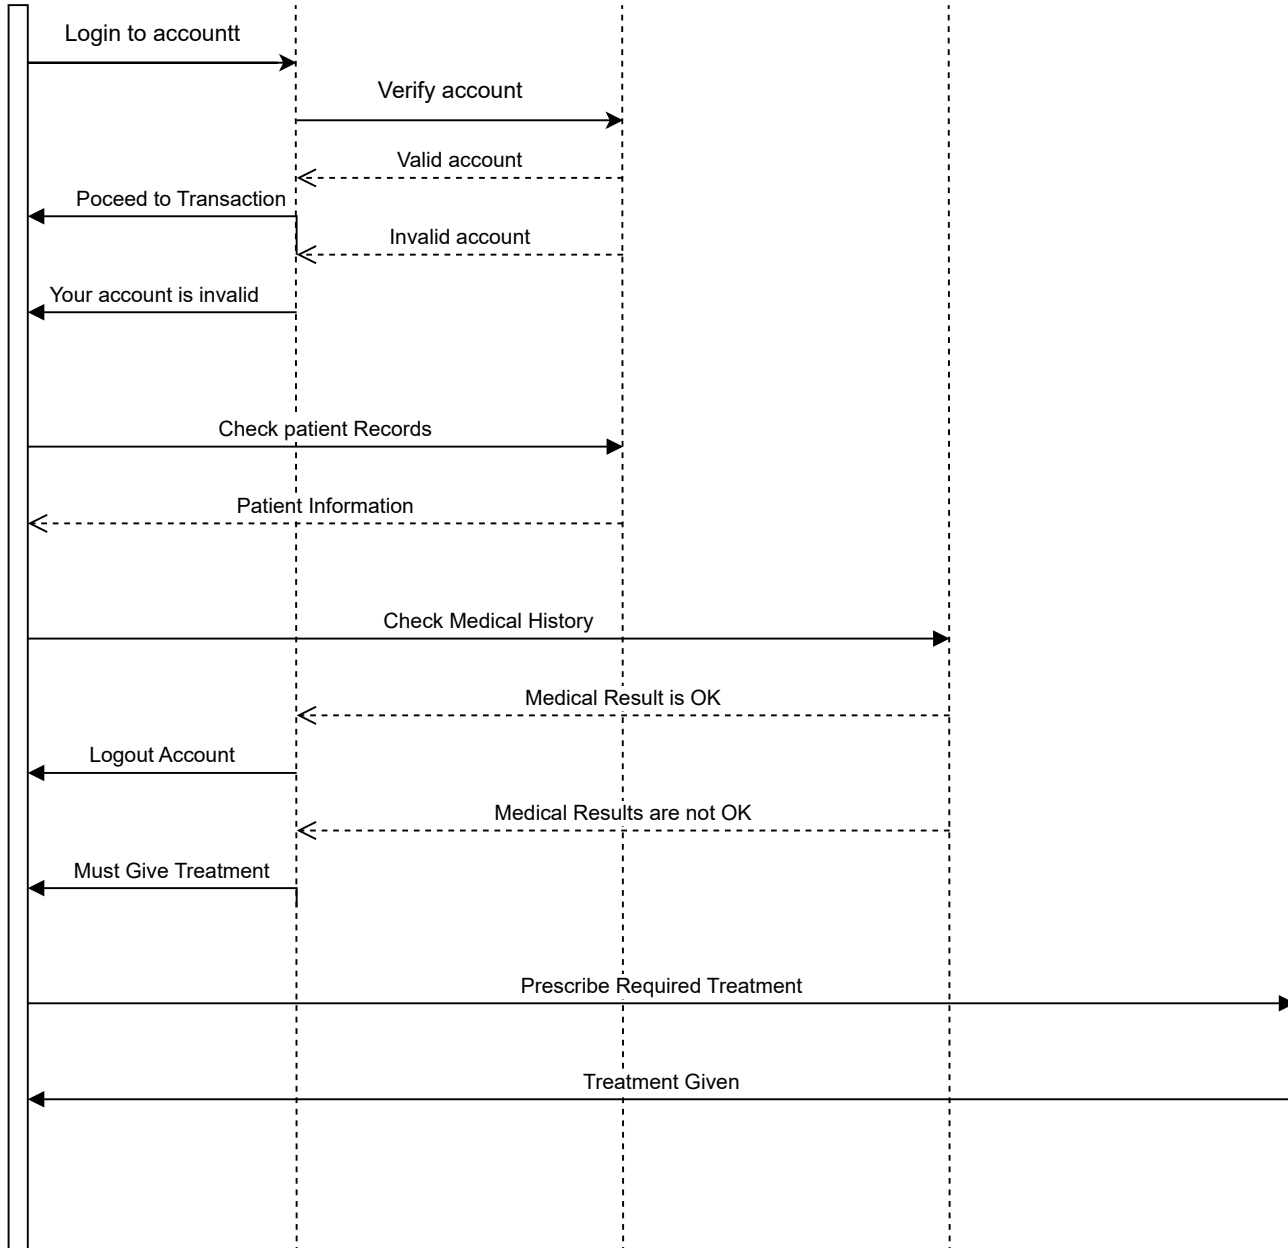 Login to accountt
Verify account
Valid account
Poceed to Transaction
Invalid account
Your account is invalid
Check patient Records
Patient Information
Check Medical History
Medical Result is OK
Logout Account
Medical Results are not OK
Must Give Treatment
Prescribe Required Treatment
Treatment Given